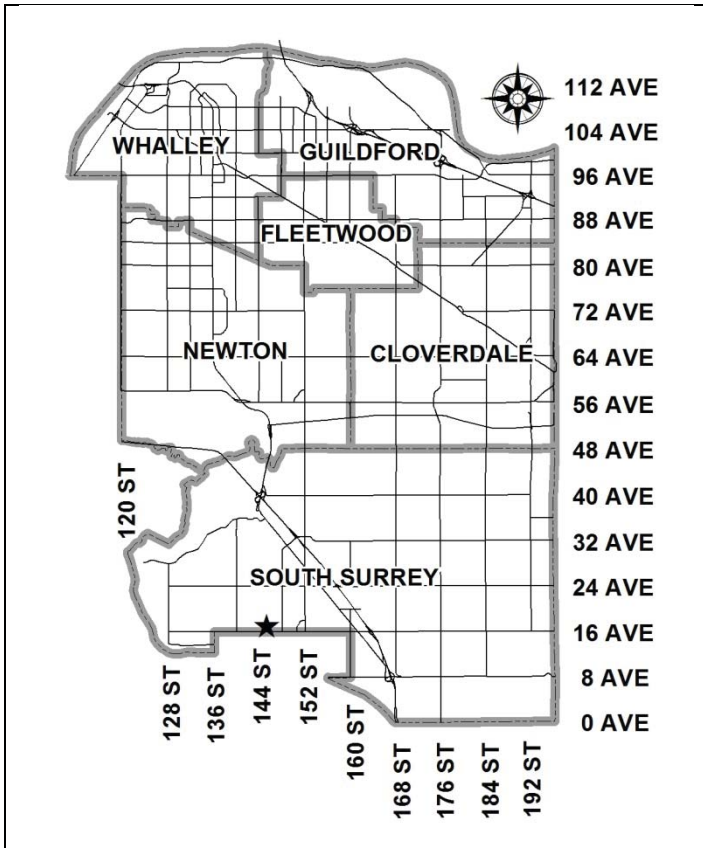 112 AVE
104 AVE
WHALLEY
GUILDFORD
96 AVE
88 AVE
FLEETWOOD
80 AVE
72 AVE
NEWTON
CLOVERDALE
64 AVE
56 AVE
48 AVE
120 ST
40 AVE
32 AVE
SOUTH SURREY
24 AVE
16 AVE
128 ST
136 ST
144 ST
152 ST
8 AVE
160 ST
0 AVE
168 ST
176 ST
184 ST
192 ST